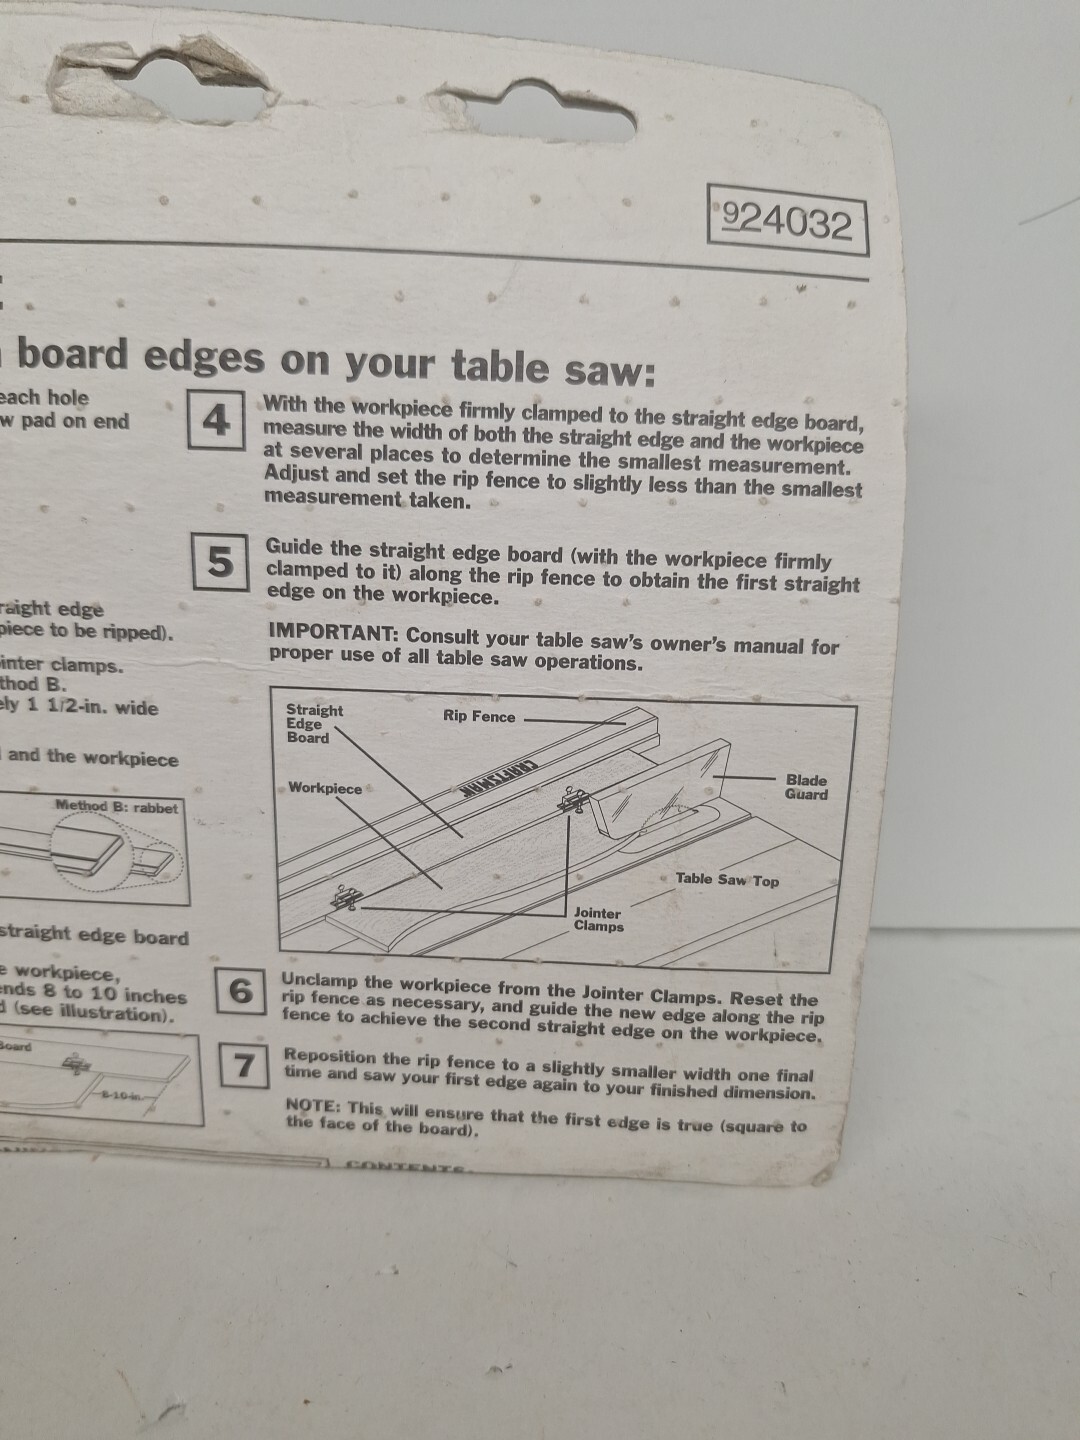 924032
board edges on your table saw:
each hole
w pad on end
raight edge
piece to be ripped).
inter clamps.
thod B.
ely 1 1/2-in. wide
and the workpiece
Method B: rabbet
straight edge board
e workpiece,
ends 8 to 10 inches
d (see illustration).
Board
8-10-in.
4
With the workpiece firmly clamped to the straight edge board,
measure the width of both the straight edge and the workpiece
at several places to determine the smallest measurement.
Adjust and set the rip fence to slightly less than the smallest
measurement taken.
5
Guide the straight edge board (with the workpiece firmly
clamped to it) along the rip fence to obtain the first straight
edge on the workpiece.
IMPORTANT: Consult your table saw's owner's manual for
proper use of all table saw operations.
Straight
Edge
Board
Rip Fence
CRAFTSMAN
Workpiece
Blade
Guard
Table Saw Top
Jointer
Clamps
6
Unclamp the workpiece from the Jointer Clamps. Reset the
rip fence as necessary, and guide the new edge along the rip
fence to achieve the second straight edge on the workpiece.
7
Reposition the rip fence to a slightly smaller width one final
time and saw your first edge again to your finished dimension.
NOTE: This will ensure that the first edge is true (square to
the face of the board).
CONTENTS